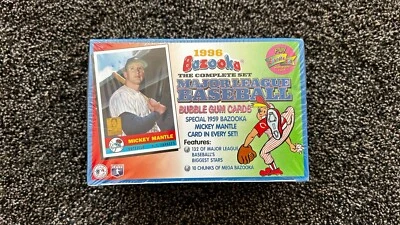 1996
Bazooka
THE COMPLETE SET
MAJOR LEAGUE
BASEBALL
BUBBLE GUM CARDS
SPECIAL 1959 BAZOOKA
MICKEY MANTLE
CARD IN EVERY SET!
Features:
132 OF MAJOR LEAGUE
BASEBALL'S
BIGGEST STARS
10 CHUNKS OF MEGA BAZOOKA
MICKEY MANTLE